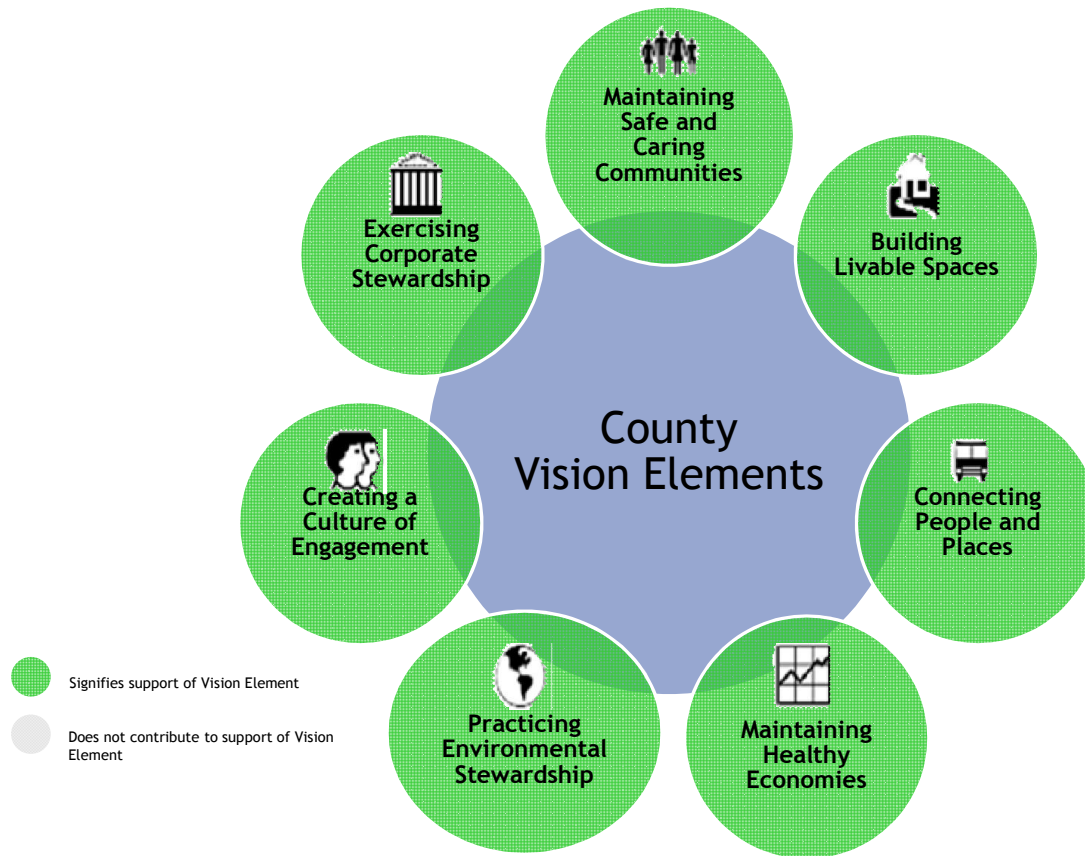 Maintaining
Safe and
Caring
Communities
Exercising
Corporate
Stewardship
Building
Livable Spaces
County
Vision Elements
Creating a
Culture of
Engagement
Connecting
People and
Places
Practicing
Environmental
Stewardship
Maintaining
Healthy
Economies
Signifies support of Vision Element
Does not contribute to support of Vision
Element